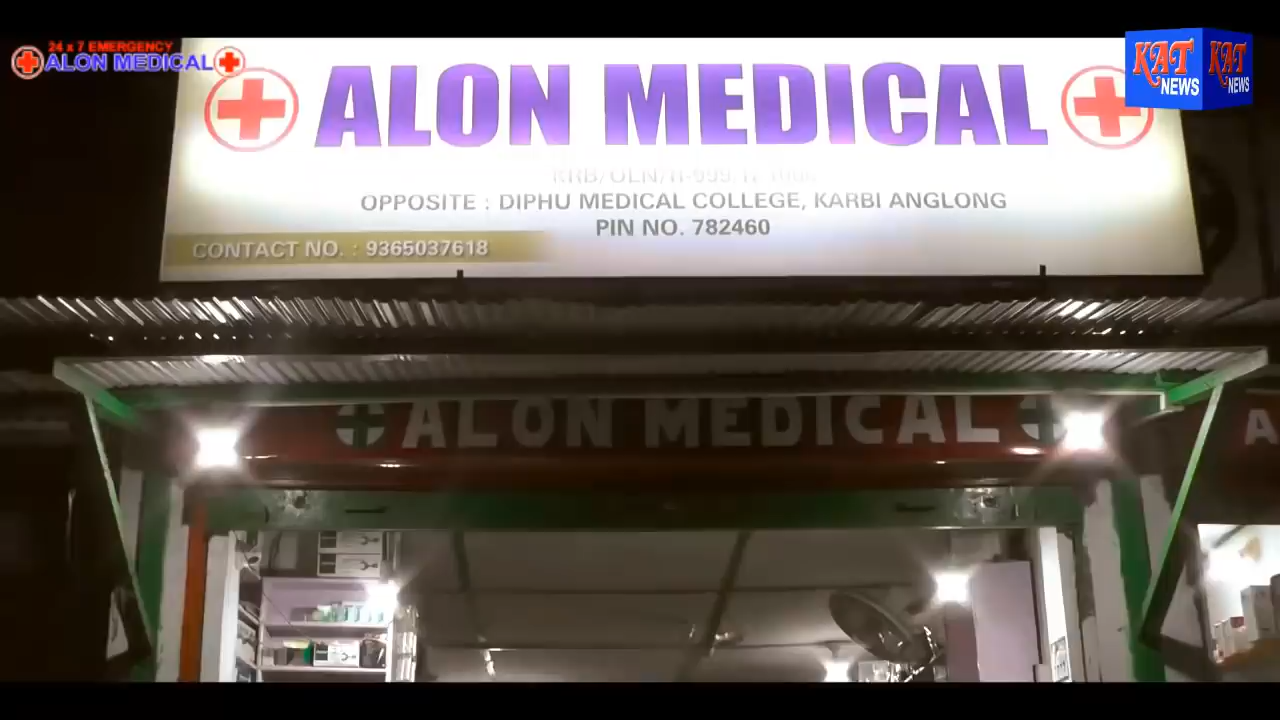 24 x 7 EMERGENCY
ALON MEDICAL
KAT NEWS
KAT NEWS
ALON MEDICAL
OPPOSITE : DIPHU MEDICAL COLLEGE, KARBI ANGLONG
PIN NO. 782460
CONTACT NO. : 9365037618
ALON MEDICAL
A